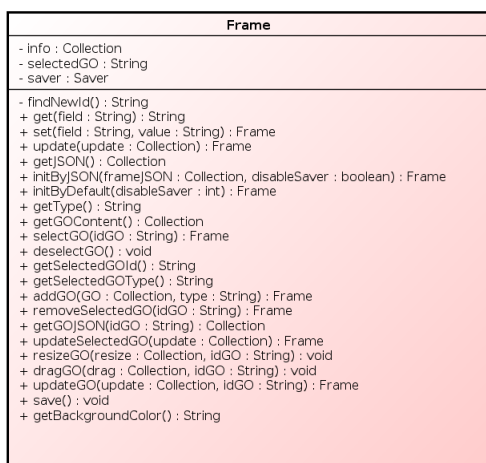 Frame
- info : Collection
- selectedGO : String
- saver : Saver
- findNewId() : String
+ get(field : String) : String
+ set(field : String, value : String) : Frame
+ update(update : Collection) : Frame
+ getJSON() : Collection
+ initByJSON(frameJSON : Collection, disableSaver : boolean) : Frame
+ initByDefault(disableSaver : int) : Frame
+ getType() : String
+ getGOContent() : Collection
+ selectGO(idGO : String) : Frame
+ deselectGO() : void
+ getSelectedGOId() : String
+ getSelectedGOType() : String
+ addGO(GO : Collection, type : String) : Frame
+ removeSelectedGO(idGO : String) : Frame
+ getGOJSON(idGO : String) : Collection
+ updateSelectedGO(update : Collection) : Frame
+ resizeGO(resize : Collection, idGO : String) : void
+ dragGO(drag : Collection, idGO : String) : void
+ updateGO(update : Collection, idGO : String) : Frame
+ save() : void
+ getBackgroundColor() : String